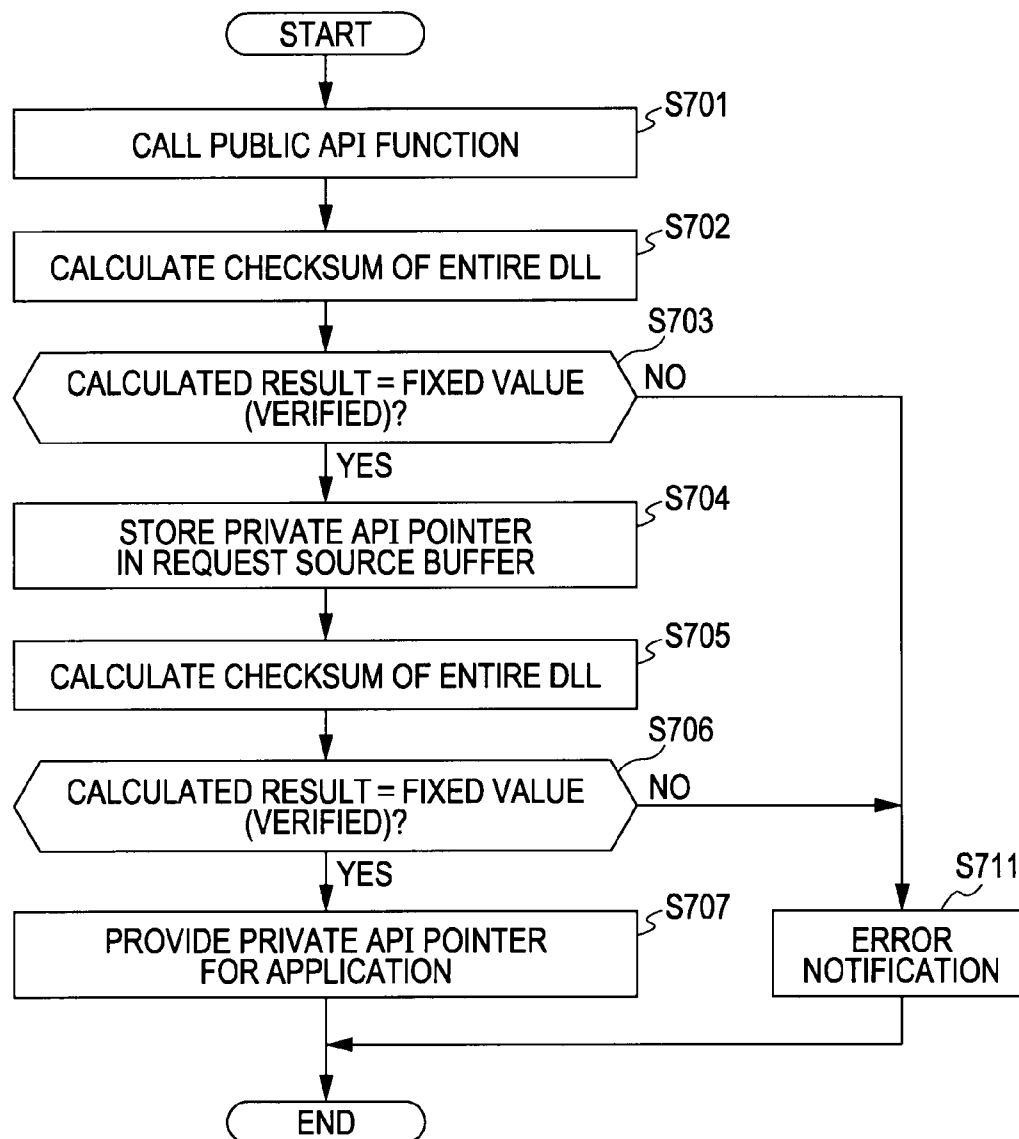 START
S701
CALL PUBLIC API FUNCTION
S702
CALCULATE CHECKSUM OF ENTIRE DLL
S703
CALCULATED RESULT = FIXED VALUE
(VERIFIED)?
NO
YES
S704
STORE PRIVATE API POINTER
IN REQUEST SOURCE BUFFER
S705
CALCULATE CHECKSUM OF ENTIRE DLL
S706
CALCULATED RESULT = FIXED VALUE
(VERIFIED)?
NO
YES
S707
PROVIDE PRIVATE API POINTER
FOR APPLICATION
S711
ERROR
NOTIFICATION
END